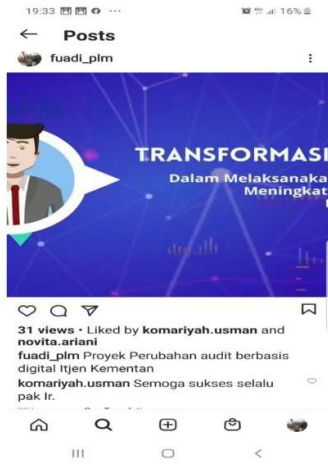 19:33
16%
Posts
fuadi_plm
TRANSFORMASI
Dalam Melaksanaka
Meningkat
31 views • Liked by komariyah.usman and
novita.ariani
fuadi_plm Proyek Perubahan audit berbasis
digital Itjen Kementan
komariyah.usman Semoga sukses selalu
pak Ir.